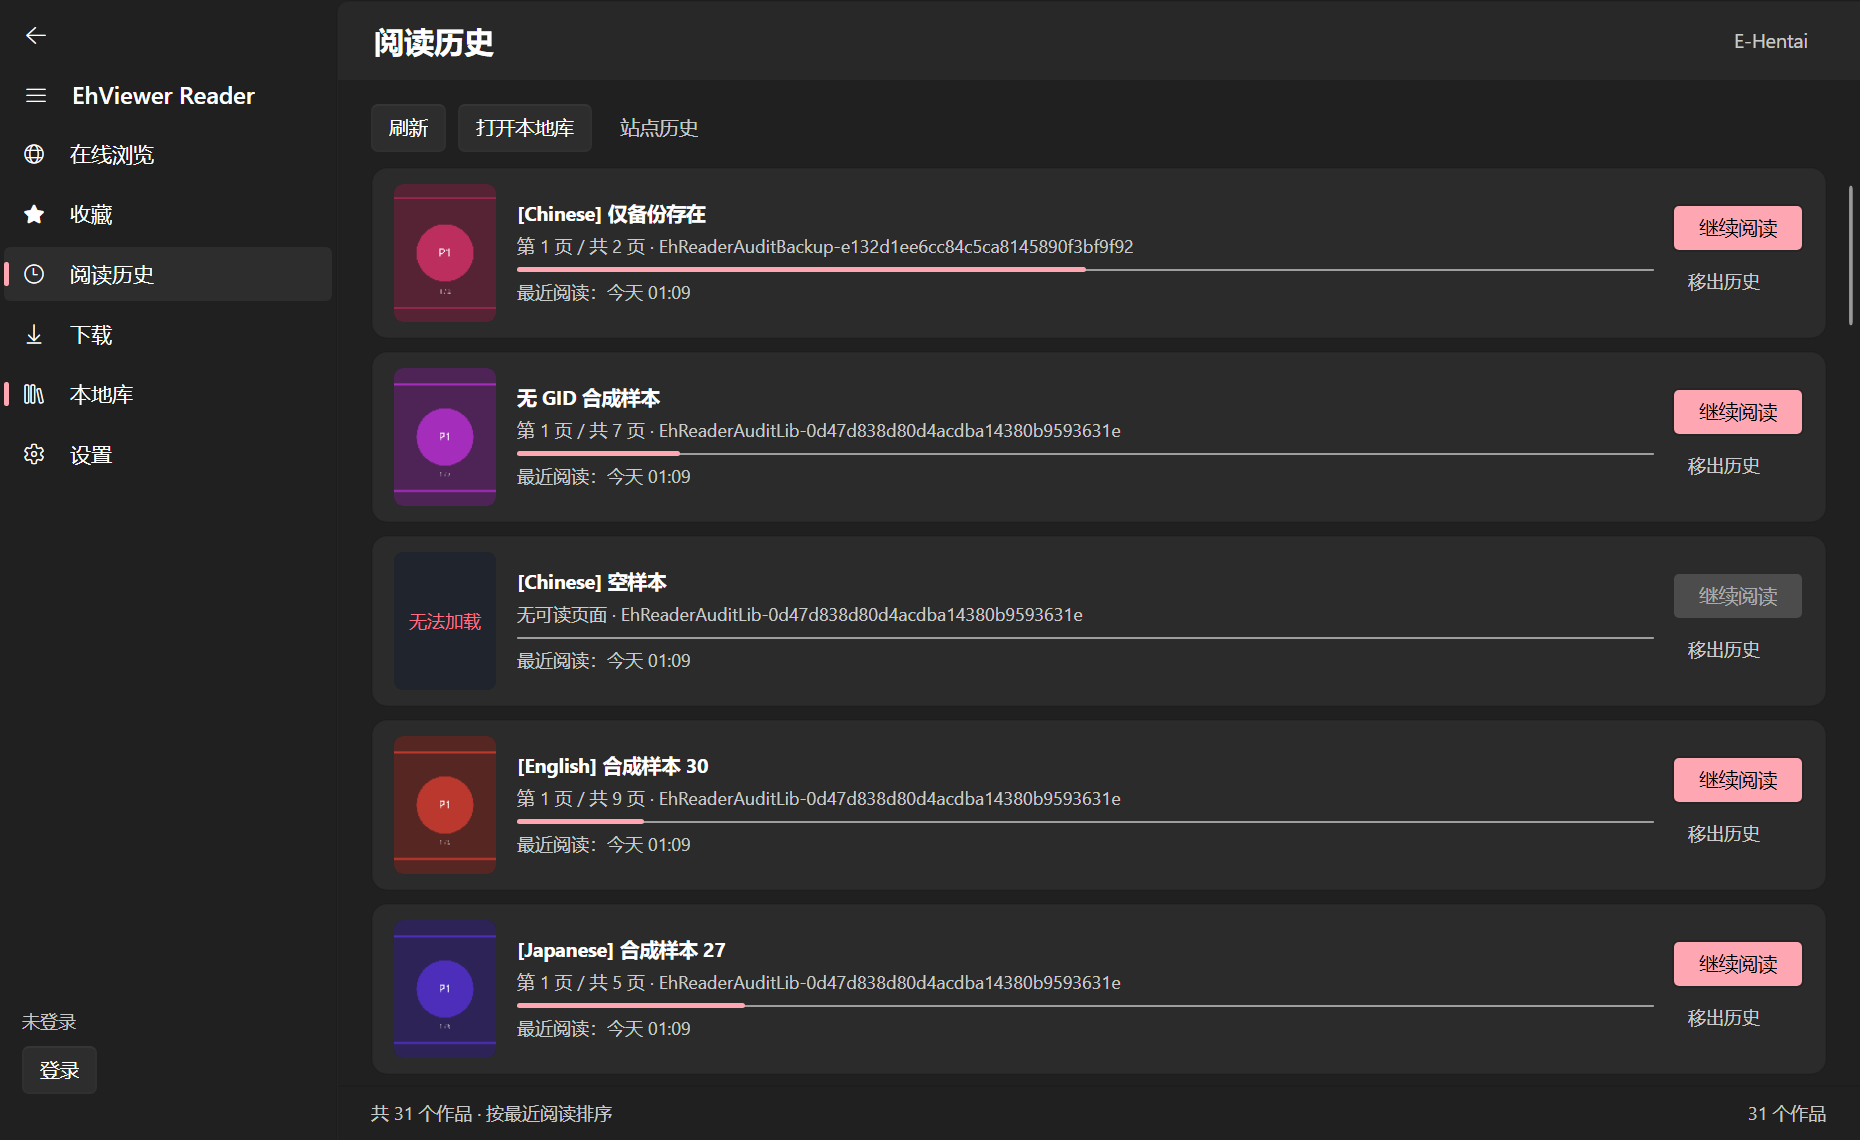 EhViewer Reader
在线浏览
收藏
阅读历史
下载
本地库
设置
未登录
登录
阅读历史
E-Hentai
刷新
打开本地库
站点历史
P1
[Chinese] 仅备份存在
第 1 页 / 共 2 页 · EhReaderAuditBackup-e132d1ee6cc84c5ca8145890f3bf9f92
最近阅读：今天 01:09
继续阅读
移出历史
P1
无 GID 合成样本
第 1 页 / 共 7 页 · EhReaderAuditLib-0d47d838d80d4acdba14380b9593631e
最近阅读：今天 01:09
继续阅读
移出历史
无法加载
[Chinese] 空样本
无可读页面 · EhReaderAuditLib-0d47d838d80d4acdba14380b9593631e
最近阅读：今天 01:09
继续阅读
移出历史
P1
[English] 合成样本 30
第 1 页 / 共 9 页 · EhReaderAuditLib-0d47d838d80d4acdba14380b9593631e
最近阅读：今天 01:09
继续阅读
移出历史
P1
[Japanese] 合成样本 27
第 1 页 / 共 5 页 · EhReaderAuditLib-0d47d838d80d4acdba14380b9593631e
最近阅读：今天 01:09
继续阅读
移出历史
共 31 个作品 · 按最近阅读排序
31 个作品